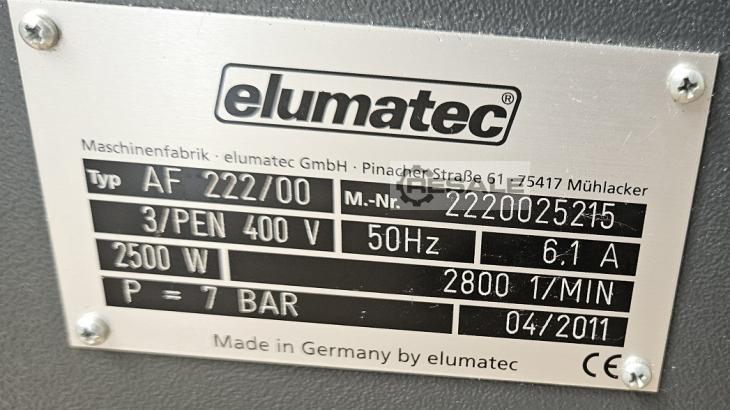 elumatec®
Maschinenfabrik · elumatec GmbH · Pinacher Straße 61 · 75417 Mühlacker
Typ AF 222/00 M.-Nr. 2220025215
3/PEN 400 V 50Hz 6.1 A
2500 W 2800 1/MIN
P = 7 BAR 04/2011
Made in Germany by elumatec CE
RESALE